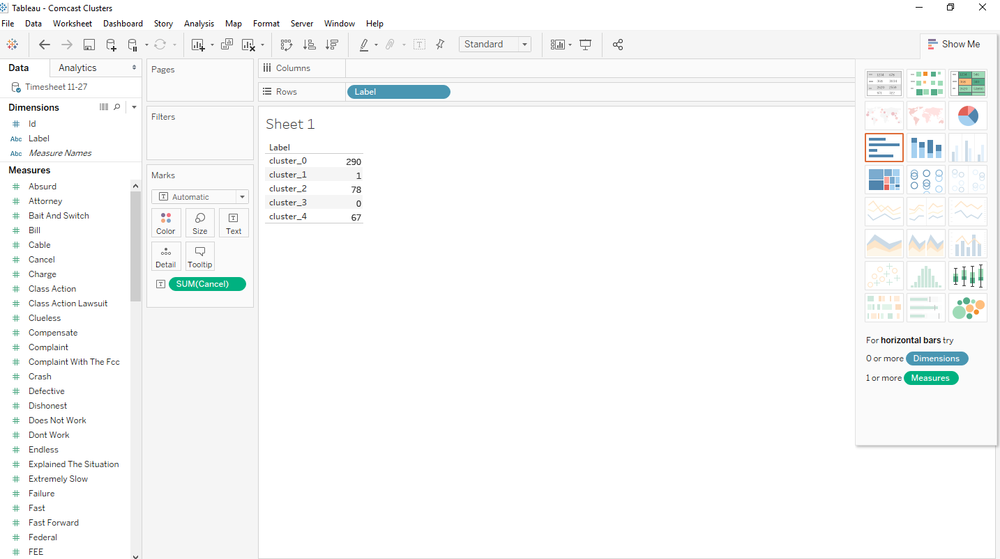 Tableau - Comcast Clusters
File Data Worksheet Dashboard Story Analysis Map Format Server Window Help
Standard
Show Me
Data Analytics
Timesheet 11-27
Dimensions
Id
Abc Label
Abc Measure Names
Measures
Absurd
Attorney
Bait And Switch
Bill
Cable
Cancel
Charge
Class Action
Class Action Lawsuit
Clueless
Compensate
Complaint
Complaint With The Fcc
Crash
Defective
Dishonest
Does Not Work
Dont Work
Endless
Explained The Situation
Extremely Slow
Failure
Fast
Fast Forward
Federal
FEE
Pages
Filters
Marks
Automatic
Color Size Text
Detail Tooltip
SUM(Cancel)
Columns
Rows Label
Sheet 1
Label
cluster_0 290
cluster_1 1
cluster_2 78
cluster_3 0
cluster_4 67
For horizontal bars try
0 or more Dimensions
1 or more Measures